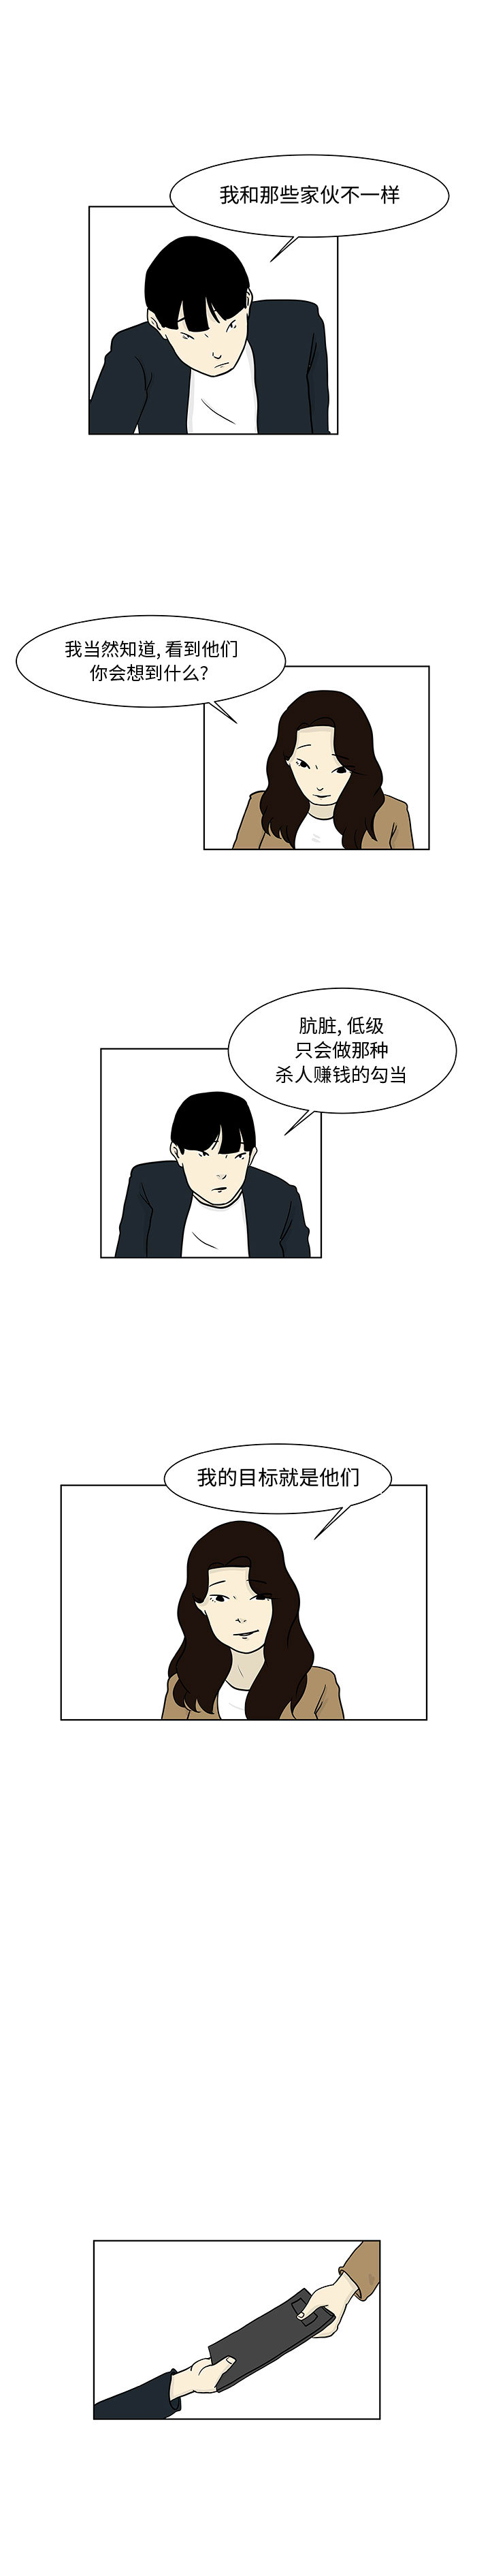 我和那些家伙不一样
我当然知道, 看到他们
你会想到什么?
肮脏, 低级
只会做那种
杀人赚钱的勾当
我的目标就是他们